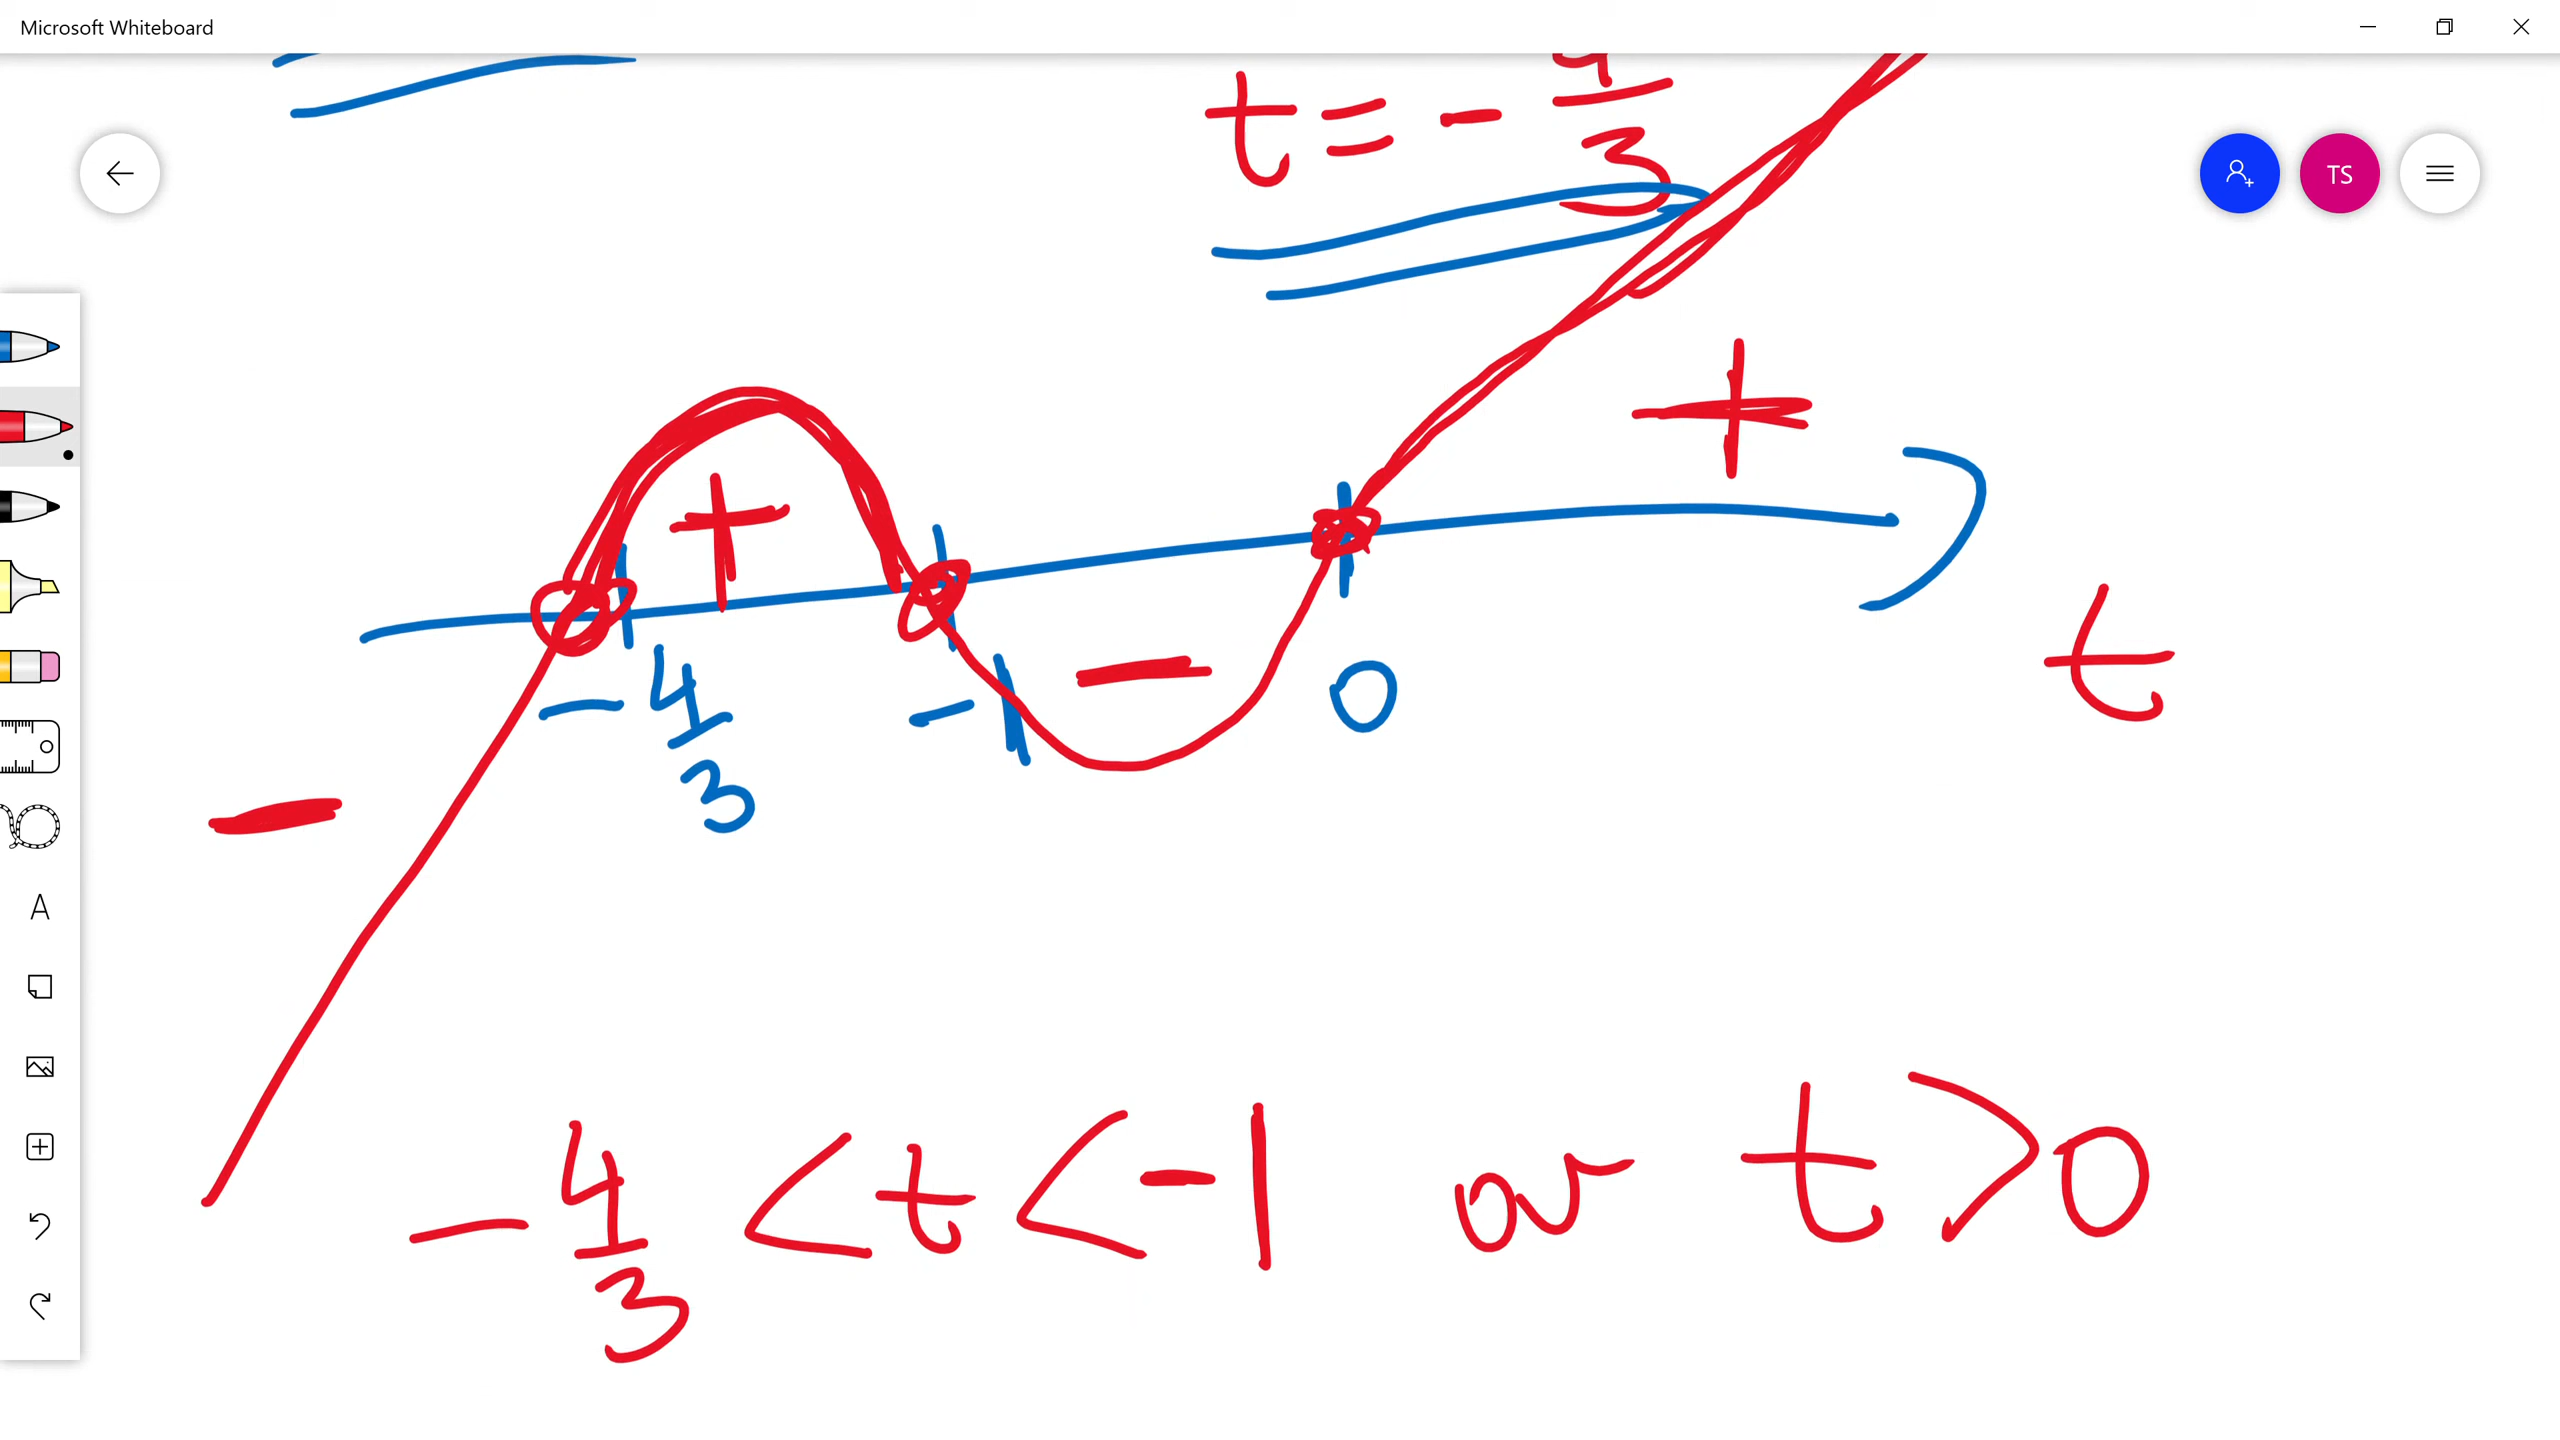 Microsoft Whiteboard
t = - 4/3
TS
+
+
- 4/3
-1
-
0
t
-
A
- 4/3 < t < -1 or t > 0